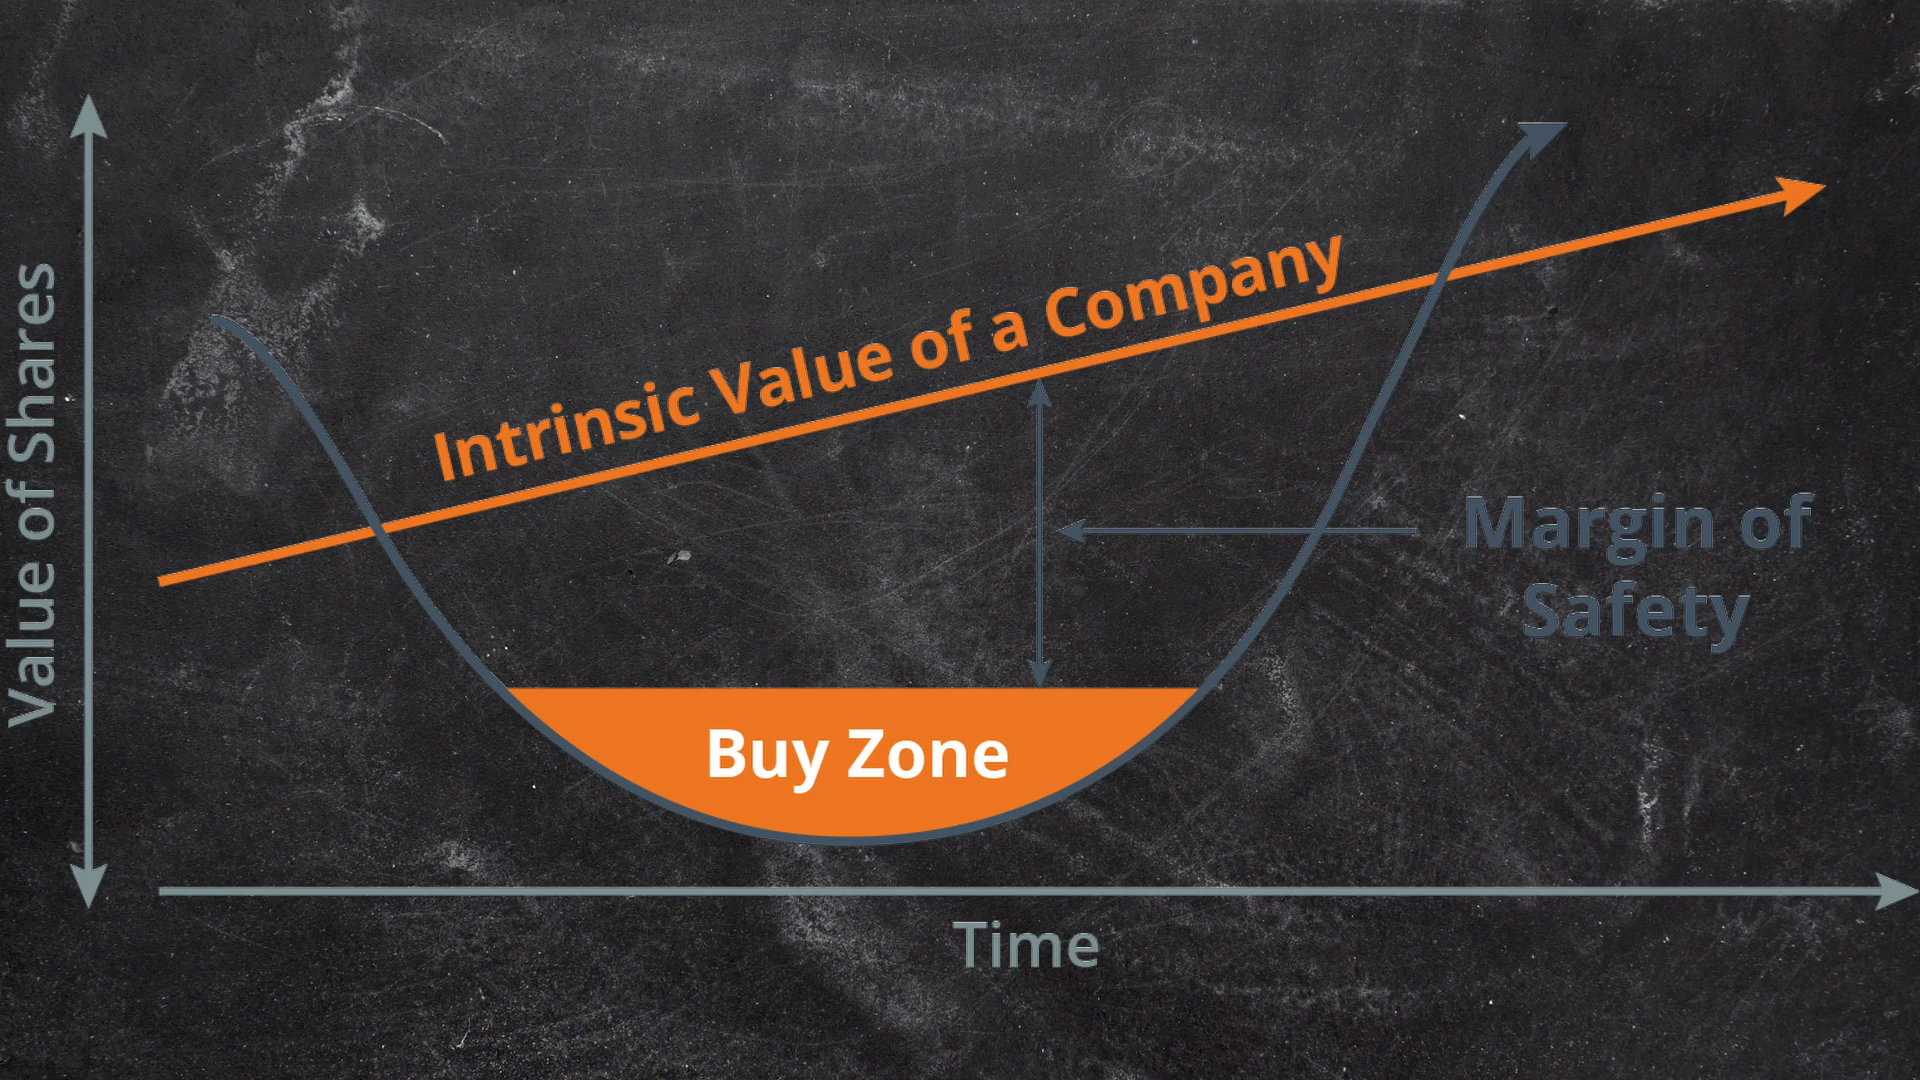 Value of Shares
Intrinsic Value of a Company
Margin of
Safety
Buy Zone
Time